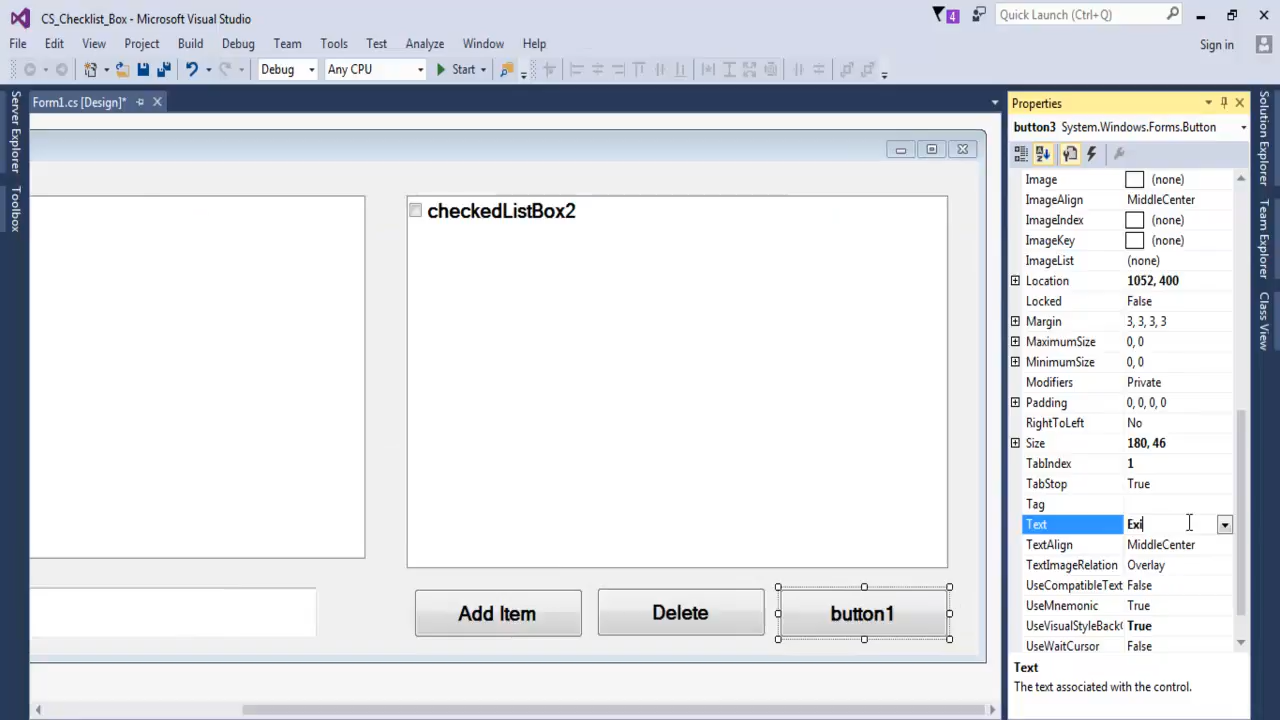 CS_Checklist_Box - Microsoft Visual Studio
4
Quick Launch (Ctrl+Q)
File Edit View Project Build Debug Team Tools Test Analyze Window Help
Sign in
Debug Any CPU Start
Server Explorer
Toolbox
Form1.cs [Design]*
checkedListBox2
Add Item
Delete
button1
Properties
button3 System.Windows.Forms.Button
Image (none)
ImageAlign MiddleCenter
ImageIndex (none)
ImageKey (none)
ImageList (none)
Location 1052, 400
Locked False
Margin 3, 3, 3, 3
MaximumSize 0, 0
MinimumSize 0, 0
Modifiers Private
Padding 0, 0, 0, 0
RightToLeft No
Size 180, 46
TabIndex 1
TabStop True
Tag
Text Exi
TextAlign MiddleCenter
TextImageRelation Overlay
UseCompatibleText False
UseMnemonic True
UseVisualStyleBack True
UseWaitCursor False
Text
The text associated with the control.
Solution Explorer
Team Explorer
Class View